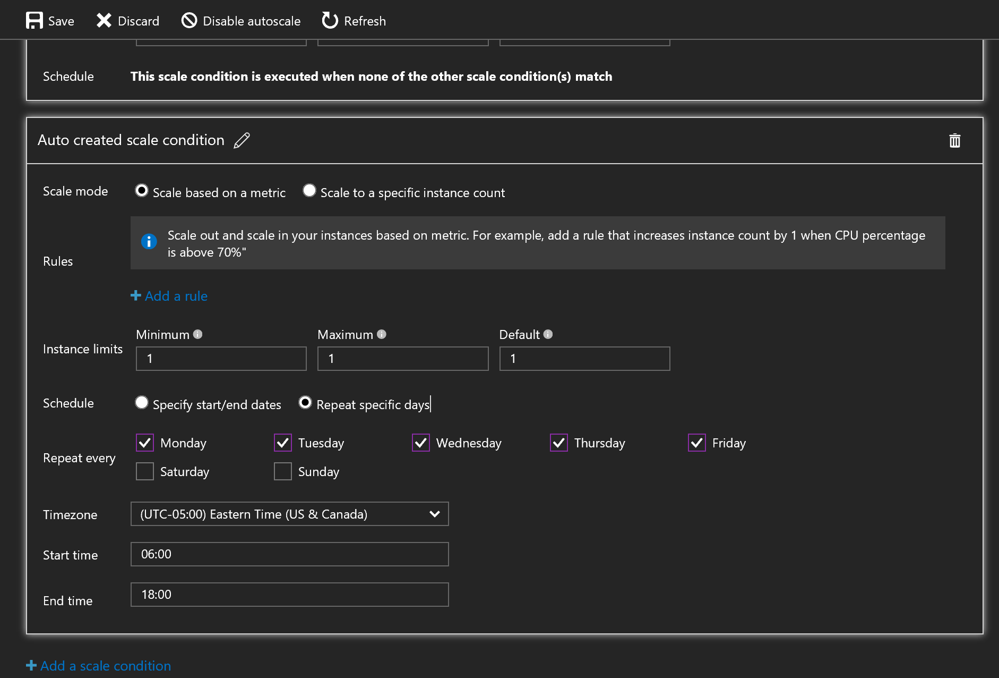 Save Discard Disable autoscale Refresh
Schedule This scale condition is executed when none of the other scale condition(s) match
Auto created scale condition
Scale mode Scale based on a metric Scale to a specific instance count
Rules
Scale out and scale in your instances based on metric. For example, add a rule that increases instance count by 1 when CPU percentage
is above 70%"
Add a rule
Instance limits
Minimum Maximum Default
1 1 1
Schedule Specify start/end dates Repeat specific days
Repeat every
Monday Tuesday Wednesday Thursday Friday
Saturday Sunday
Timezone (UTC-05:00) Eastern Time (US & Canada)
Start time 06:00
End time 18:00
Add a scale condition